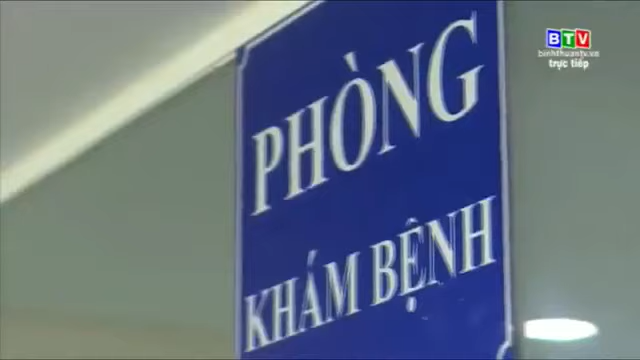 BTV
binhthuantv.vn
trực tiếp
PHÒNG
KHÁM BỆNH